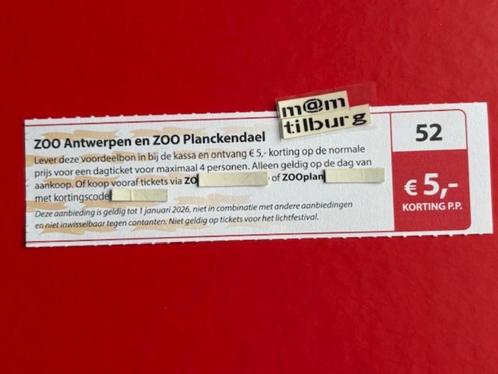 m@m
tilburg
ZOO Antwerpen en ZOO Planckendael
Lever deze voordeelbon in bij de kassa en ontvang € 5,- korting op de normale
prijs voor een dagticket voor maximaal 4 personen. Alleen geldig op de dag van
aankoop. Of koop vooraf tickets via ZO of ZOOplan
met kortingscode
Deze aanbieding is geldig tot 1 januari 2026, niet in combinatie met andere aanbiedingen
en niet inwisselbaar tegen contanten. Niet geldig op tickets voor het lichtfestival.
52
€ 5,-
KORTING P.P.